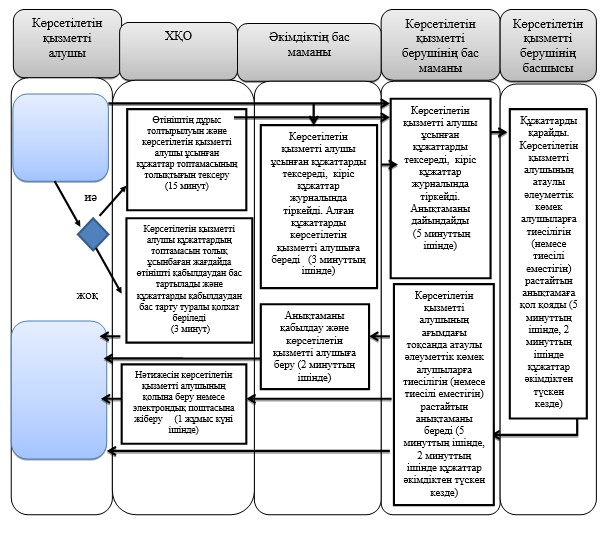 Көрсетілетін
қызметті
алушы
ХҚО
Әкімдіктің бас
маманы
Көрсетілетін
қызметті
берушінің бас
маманы
Көрсетілетін
қызметті
берушінің
басшысы
иә
жоқ
Өтініштің дұрыс
толтырылуын және
көрсетілетін қызметті
алушы ұсынған
құжаттар топтамасының
толықтығын тексеру
(15 минут)
Көрсетілетін қызметті
алушы құжаттардың
топтамасын толық
ұсынбаған жағдайда
өтінішті қабылдаудан бас
тартылады және
құжаттарды қабылдаудан
бас тарту туралы қолхат
беріледі
(3 минут)
Нәтижесін көрсетілетін
қызметті алушының
қолына беру немесе
электрондық поштасына
жіберу (1 жұмыс күні
ішінде)
Көрсетілетін
қызметті алушы
ұсынған құжаттарды
тексереді, кіріс
құжаттар
журналында
тіркейді. Алған
құжаттарды
көрсетілетін
қызметті алушыға
береді (3 минуттың
ішінде)
Анықтаманы
қабылдау және
көрсетілетін
қызметті алушыға
беру (2 минуттың
ішінде)
Көрсетілетін
қызметті алушы
ұсынған
құжаттарды
тексереді, кіріс
құжаттар
журналында
тіркейді.
Анықтаманы
дайындайды
(5 минуттың
ішінде)
Көрсетілетін
қызметті
алушының
ағымдағы
тоқсанда атаулы
әлеуметтік көмек
алушыларға
тиесілігін (немесе
тиесілі еместігін)
растайтын
анықтаманы
береді (5
минуттың ішінде,
2 минуттың
ішінде құжаттар
әкімдіктен түскен
кезде)
Құжаттарды
қарайды.
Көрсетілетін
қызметті
алушының
атаулы
әлеуметтік
көмек
алушыларға
тиесілігін
(немесе
тиесілі
еместігін)
растайтын
анықтамаға
қол қояды (5
минуттың
ішінде, 2
минуттың
ішінде
құжаттар
әкімдіктен
түскен
кезде)